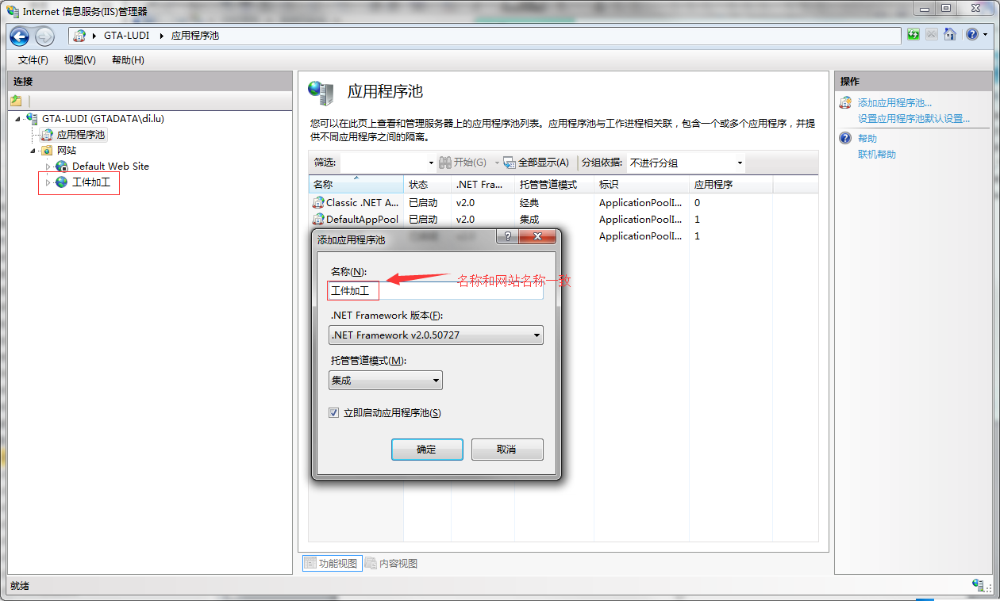 Internet 信息服务(IIS)管理器
GTA-LUDI 应用程序池
文件(F) 视图(V) 帮助(H)
连接
GTA-LUDI (GTADATA\di.lu)
应用程序池
网站
Default Web Site
工件加工
应用程序池
您可以在此页上查看和管理服务器上的应用程序池列表。应用程序池与工作进程相关联，包含一个或多个应用程序，并提
供不同应用程序之间的隔离。
筛选: 开始(G) 全部显示(A) 分组依据: 不进行分组
名称 状态 .NET Fra... 托管管道模式 标识 应用程序
Classic .NET A... 已启动 v2.0 经典 ApplicationPoolI... 0
DefaultAppPool 已启动 v2.0 集成 ApplicationPoolI... 1
ApplicationPoolI... 1
添加应用程序池
?
名称(N):
名称和网站名称一致
工件加工
.NET Framework 版本(F):
.NET Framework v2.0.50727
托管管道模式(M):
集成
立即启动应用程序池(S)
确定 取消
功能视图 内容视图
操作
添加应用程序池...
设置应用程序池默认设置...
帮助
联机帮助
就绪